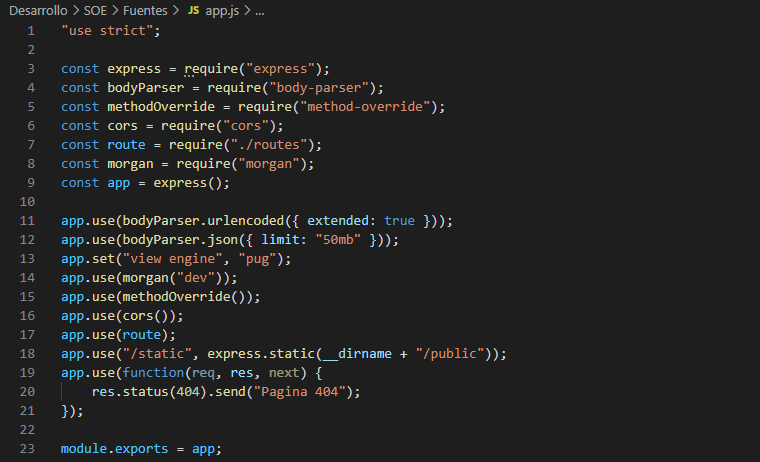 Desarrollo > SOE > Fuentes > JS app.js > ...
1 "use strict";
2
3 const express = require("express");
4 const bodyParser = require("body-parser");
5 const methodOverride = require("method-override");
6 const cors = require("cors");
7 const route = require("./routes");
8 const morgan = require("morgan");
9 const app = express();
10
11 app.use(bodyParser.urlencoded({ extended: true }));
12 app.use(bodyParser.json({ limit: "50mb" }));
13 app.set("view engine", "pug");
14 app.use(morgan("dev"));
15 app.use(methodOverride());
16 app.use(cors());
17 app.use(route);
18 app.use("/static", express.static(__dirname + "/public"));
19 app.use(function(req, res, next) {
20     res.status(404).send("Pagina 404");
21 });
22
23 module.exports = app;